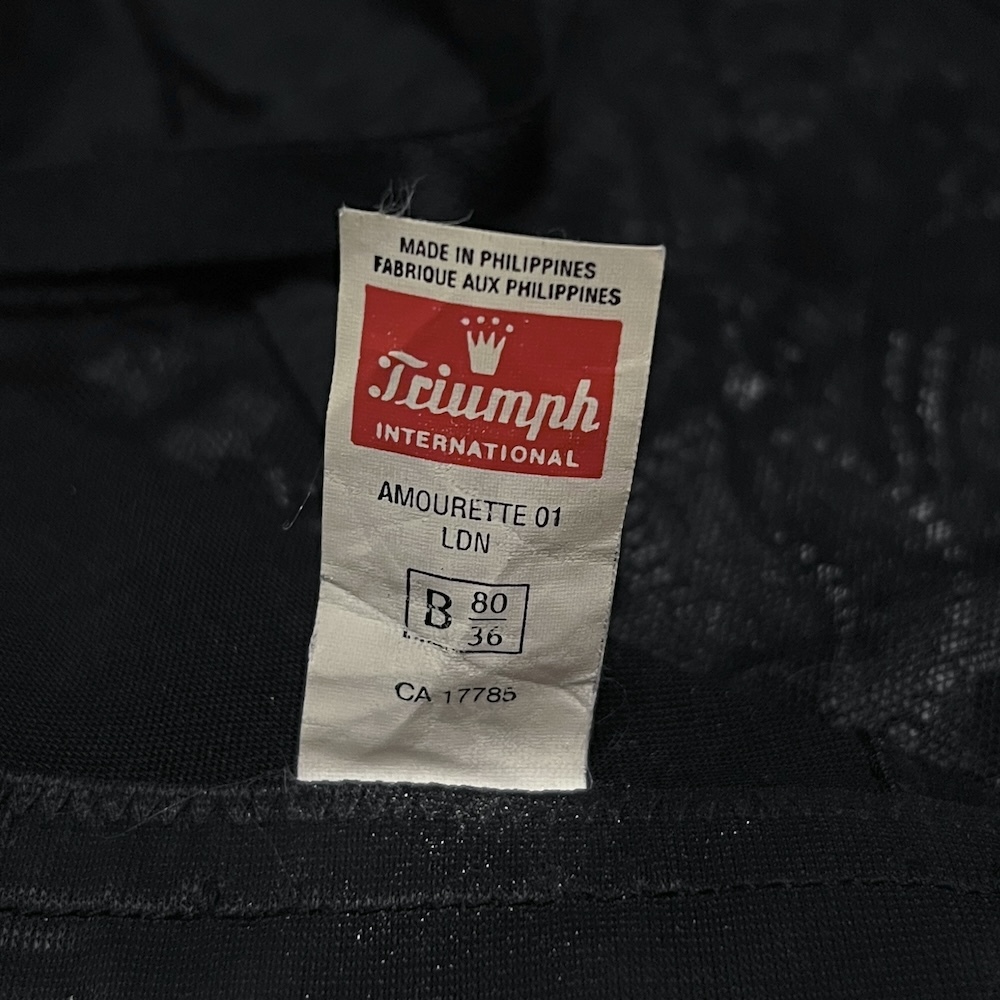 MADE IN PHILIPPINES
FABRIQUE AUX PHILIPPINES
Triumph
INTERNATIONAL
AMOURETTE 01
LDN
B 80
36
CA 17785